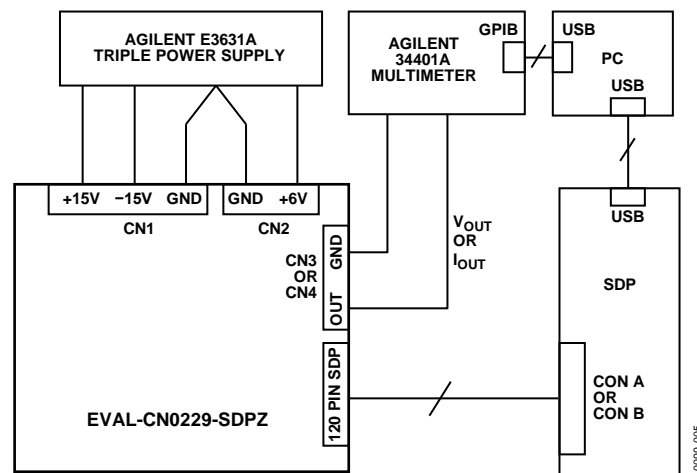 AGILENT E3631A
TRIPLE POWER SUPPLY
AGILENT
34401A
MULTIMETER
GPIB
USB
PC
USB
+15V −15V GND
GND +6V
CN1
CN2
CN3
OR
CN4
GND
OUT
VOUT
OR
IOUT
USB
SDP
120 PIN SDP
EVAL-CN0229-SDPZ
CON A
OR
CON B